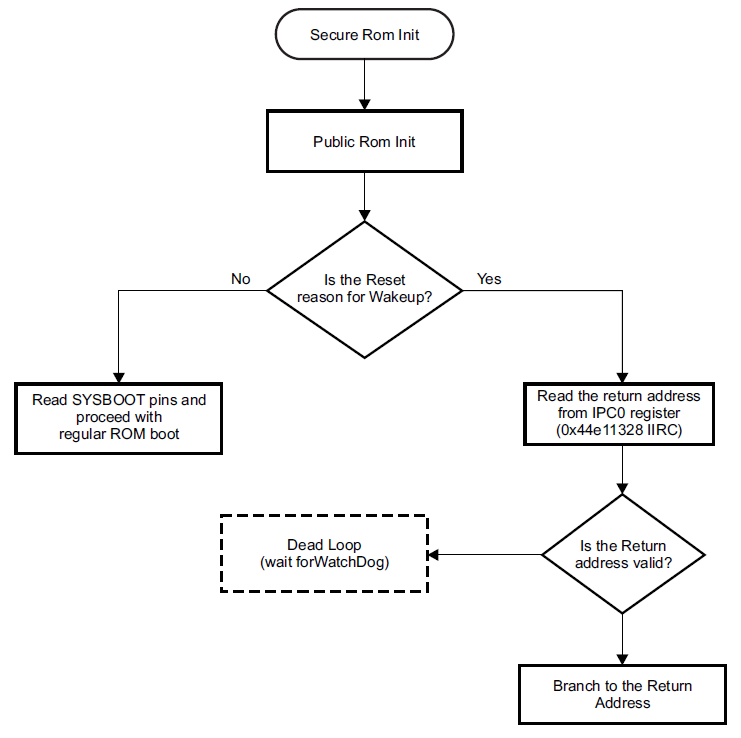 Secure Rom Init
Public Rom Init
Is the Reset
reason for Wakeup?
No
Yes
Read SYSBOOT pins and
proceed with
regular ROM boot
Read the return address
from IPC0 register
(0x44e11328 IIRC)
Is the Return
address valid?
Dead Loop
(wait forWatchDog)
Branch to the Return
Address